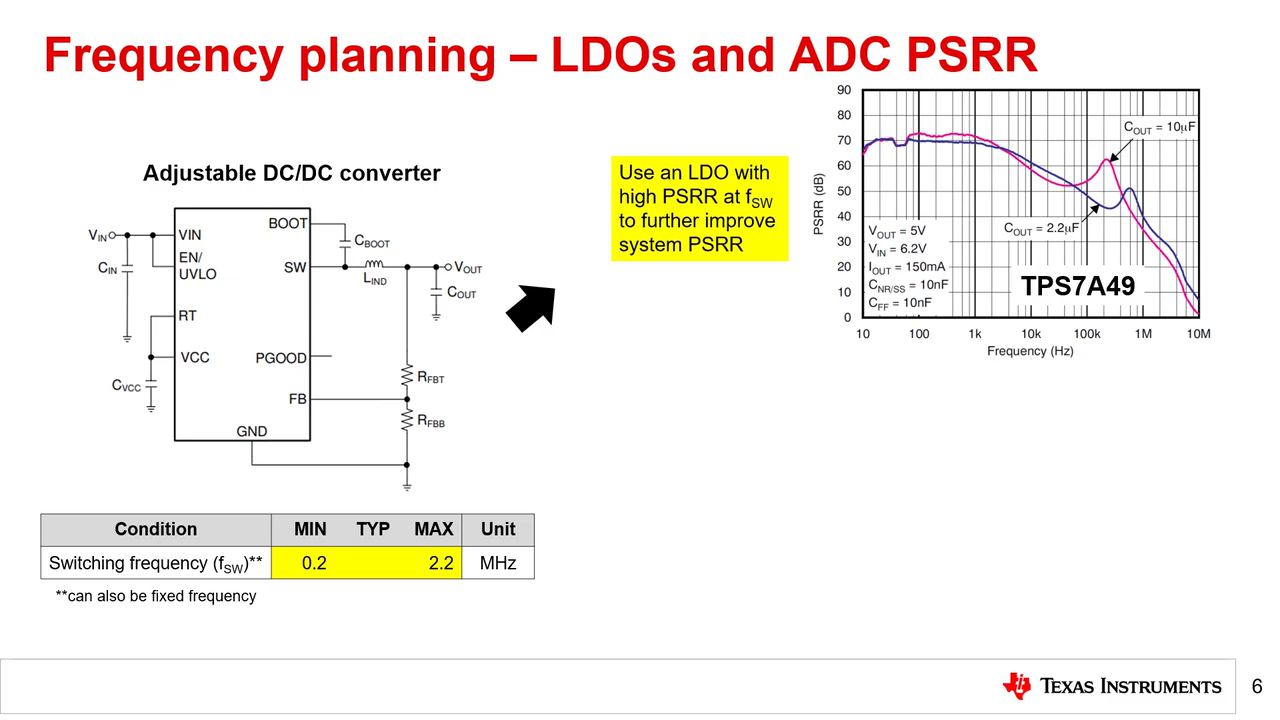 Frequency planning – LDOs and ADC PSRR
Adjustable DC/DC converter
VIN
CIN
VIN
EN/
UVLO
RT
VCC
CVCC
GND
BOOT
SW
PGOOD
FB
CBOOT
LIND
VOUT
COUT
RFBT
RFBB
Use an LDO with
high PSRR at fSW
to further improve
system PSRR
PSRR (dB)
90
80
70
60
50
40
30
20
10
0
COUT = 10µF
COUT = 2.2µF
VOUT = 5V
VIN = 6.2V
IOUT = 150mA
CNR/SS = 10nF
CFF = 10nF
TPS7A49
10 100 1k 10k 100k 1M 10M
Frequency (Hz)
Condition MIN TYP MAX Unit
Switching frequency (fSW)** 0.2 2.2 MHz
**can also be fixed frequency
TEXAS INSTRUMENTS
6